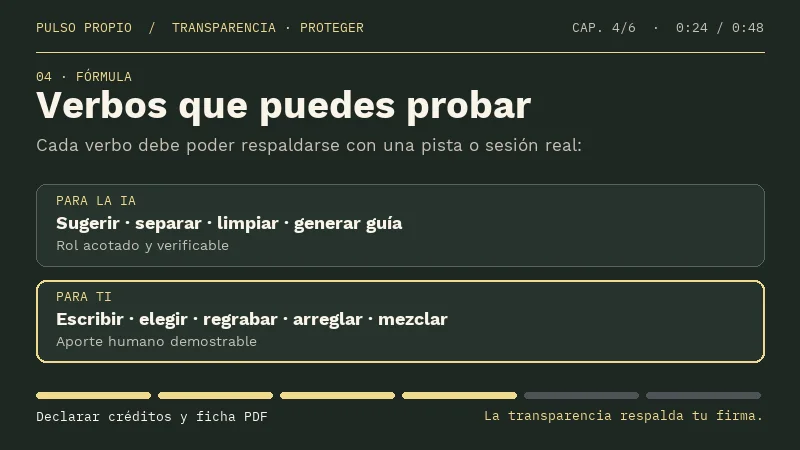 PULSO PROPIO / TRANSPARENCIA · PROTEGER
CAP. 4/6 · 0:24 / 0:48
04 · FÓRMULA
Verbos que puedes probar
Cada verbo debe poder respaldarse con una pista o sesión real:
PARA LA IA
Sugerir · separar · limpiar · generar guía
Rol acotado y verificable
PARA TI
Escribir · elegir · regrabar · arreglar · mezclar
Aporte humano demostrable
Declarar créditos y ficha PDF
La transparencia respalda tu firma.